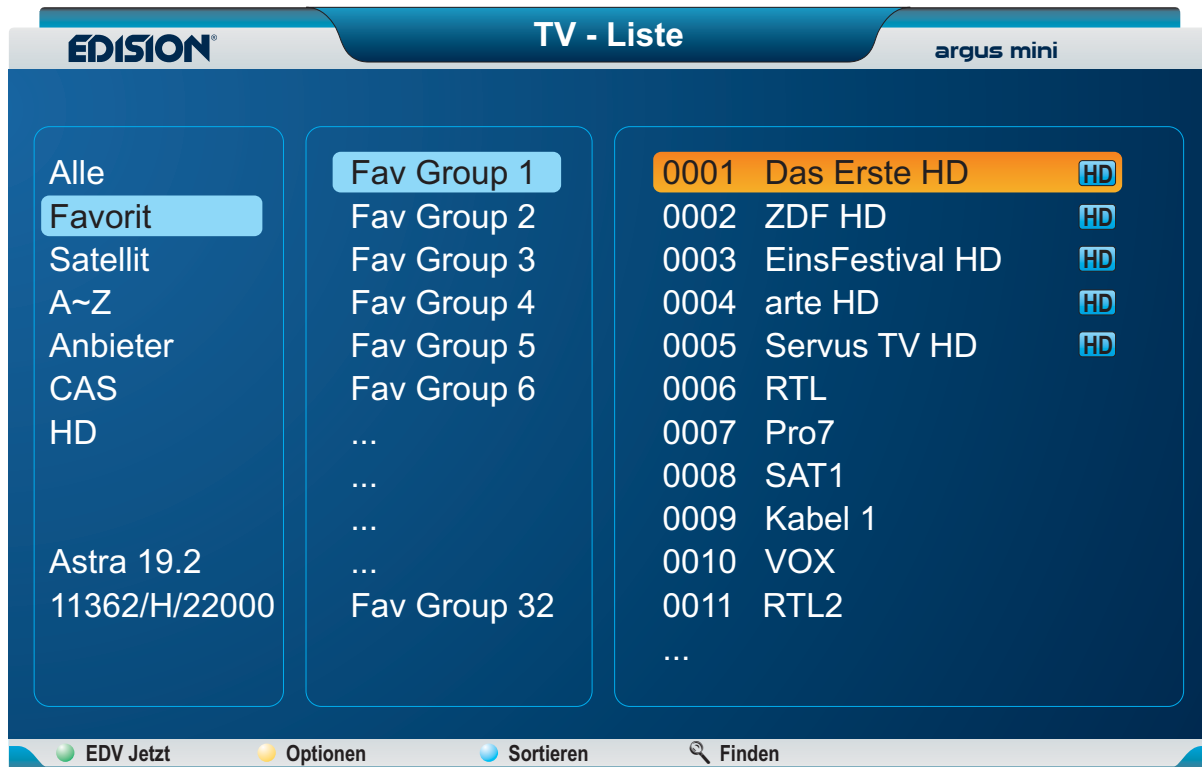 TV - Liste
EDISION®
argus mini
Alle
Favorit
Satellit
A~Z
Anbieter
CAS
HD
Astra 19.2
11362/H/22000
Fav Group 1
Fav Group 2
Fav Group 3
Fav Group 4
Fav Group 5
Fav Group 6
...
...
...
...
Fav Group 32
0001 Das Erste HD HD
0002 ZDF HD HD
0003 EinsFestival HD HD
0004 arte HD HD
0005 Servus TV HD HD
0006 RTL
0007 Pro7
0008 SAT1
0009 Kabel 1
0010 VOX
0011 RTL2
...
EDV Jetzt Optionen Sortieren Finden